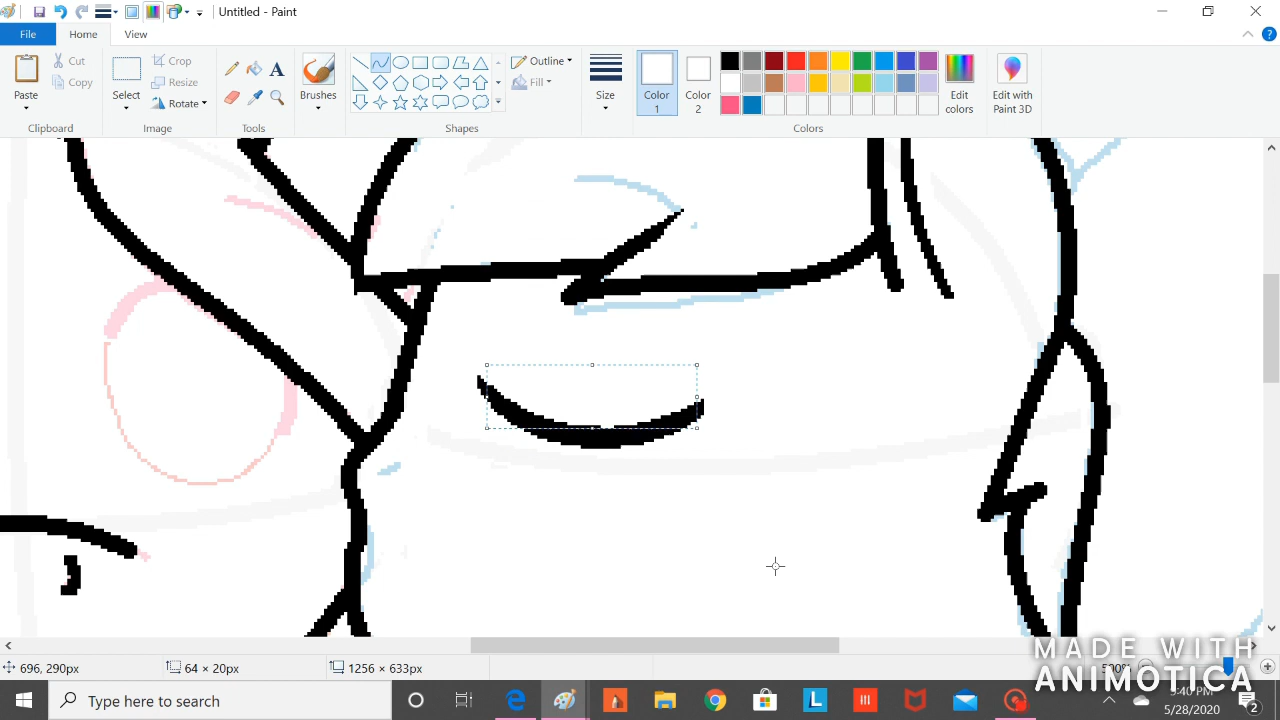 Untitled - Paint
File
Home
View
Paste
Cut
Copy
Clipboard
Select
Crop
Resize
Rotate
Image
Tools
Brushes
Shapes
Outline
Fill
Size
Color 1
Color 2
Colors
Edit colors
Edit with Paint 3D
MADE WITH
ANIMOTICA
696, 290px
64 × 20px
1256 × 633px
Type here to search
5/28/2020
2